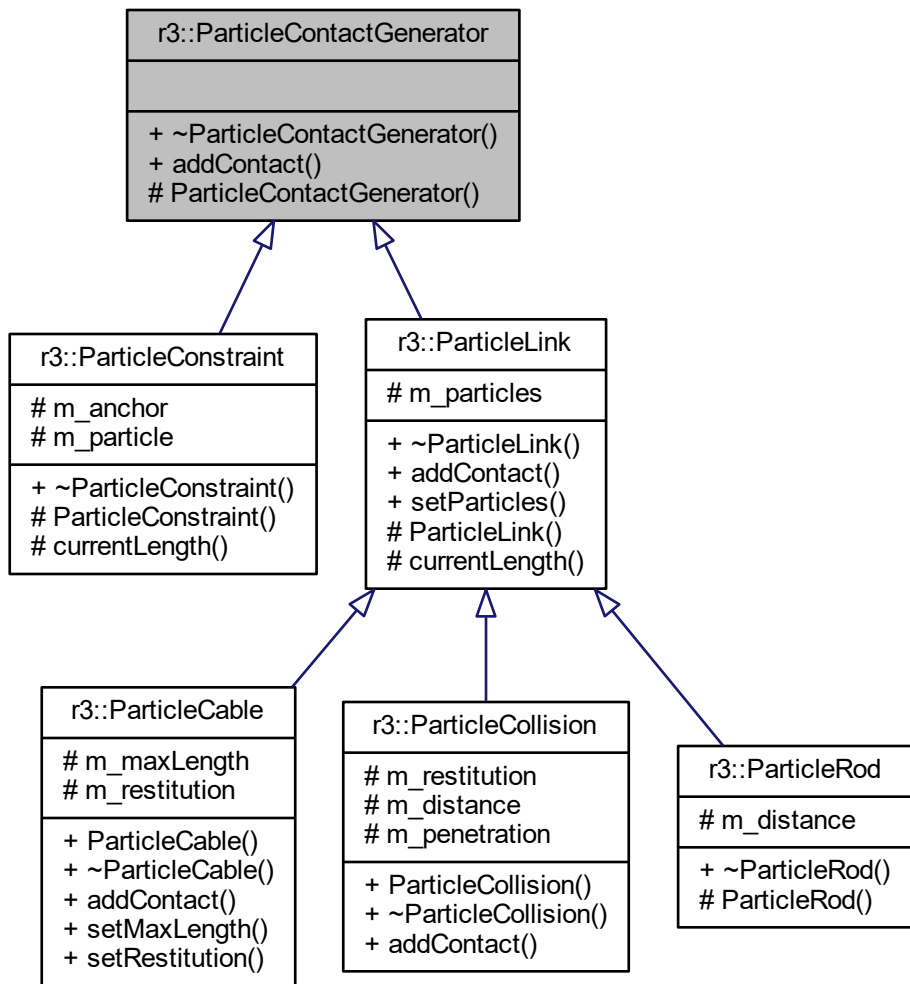 r3::ParticleContactGenerator
+ ~ParticleContactGenerator()
+ addContact()
# ParticleContactGenerator()
r3::ParticleConstraint
# m_anchor
# m_particle
+ ~ParticleConstraint()
# ParticleConstraint()
# currentLength()
r3::ParticleLink
# m_particles
+ ~ParticleLink()
+ addContact()
+ setParticles()
# ParticleLink()
# currentLength()
r3::ParticleCable
# m_maxLength
# m_restitution
+ ParticleCable()
+ ~ParticleCable()
+ addContact()
+ setMaxLength()
+ setRestitution()
r3::ParticleCollision
# m_restitution
# m_distance
# m_penetration
+ ParticleCollision()
+ ~ParticleCollision()
+ addContact()
r3::ParticleRod
# m_distance
+ ~ParticleRod()
# ParticleRod()